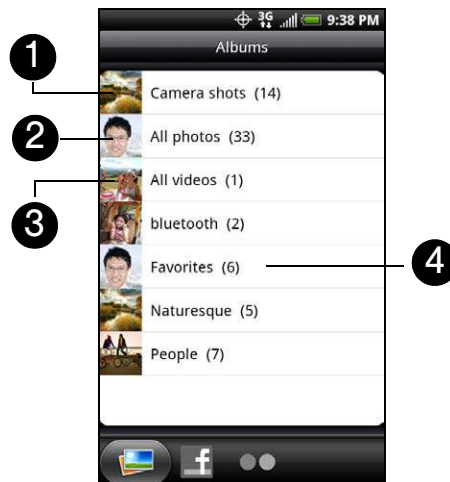 3G 9:38 PM
Albums
1
Camera shots (14)
2
All photos (33)
All videos (1)
3
bluetooth (2)
Favorites (6)
4
Naturesque (5)
People (7)
f